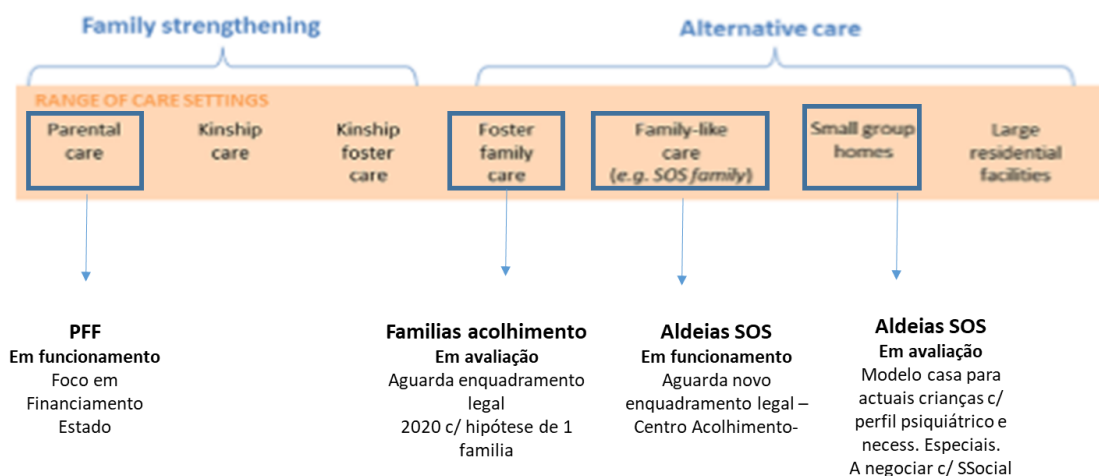 Family strengthening
Alternative care
RANGE OF CARE SETTINGS
Parental
care
Kinship
care
Kinship
foster
care
Foster
family
care
Family-like
care
(e.g. SOS family)
Small group
homes
Large
residential
facilities
PFF
Em funcionamento
Foco em
Financiamento
Estado
Familias acolhimento
Em avaliação
Aguarda enquadramento
legal
2020 c/ hipótese de 1
familia
Aldeias SOS
Em funcionamento
Aguarda novo
enquadramento legal –
Centro Acolhimento-
Aldeias SOS
Em avaliação
Modelo casa para
actuais crianças c/
perfil psiquiátrico e
necess. Especiais.
A negociar c/ SSocial